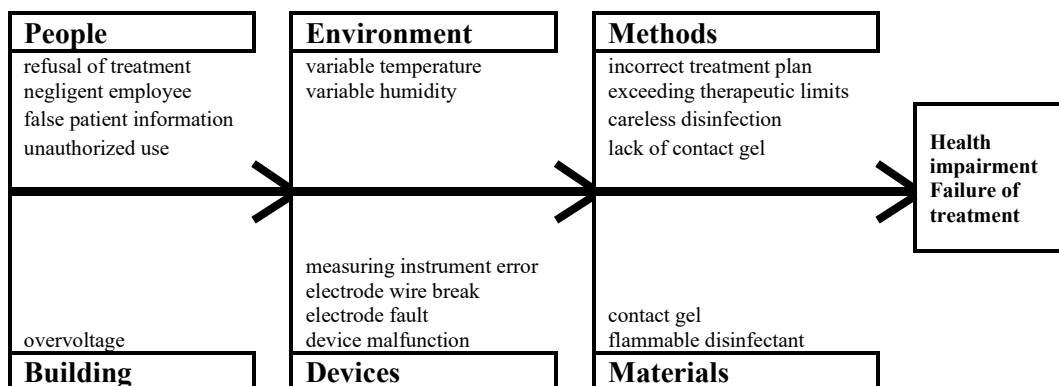 People
refusal of treatment
negligent employee
false patient information
unauthorized use
Environment
variable temperature
variable humidity
Methods
incorrect treatment plan
exceeding therapeutic limits
careless disinfection
lack of contact gel
Health
impairment
Failure of
treatment
overvoltage
Building
measuring instrument error
electrode wire break
electrode fault
device malfunction
Devices
contact gel
flammable disinfectant
Materials